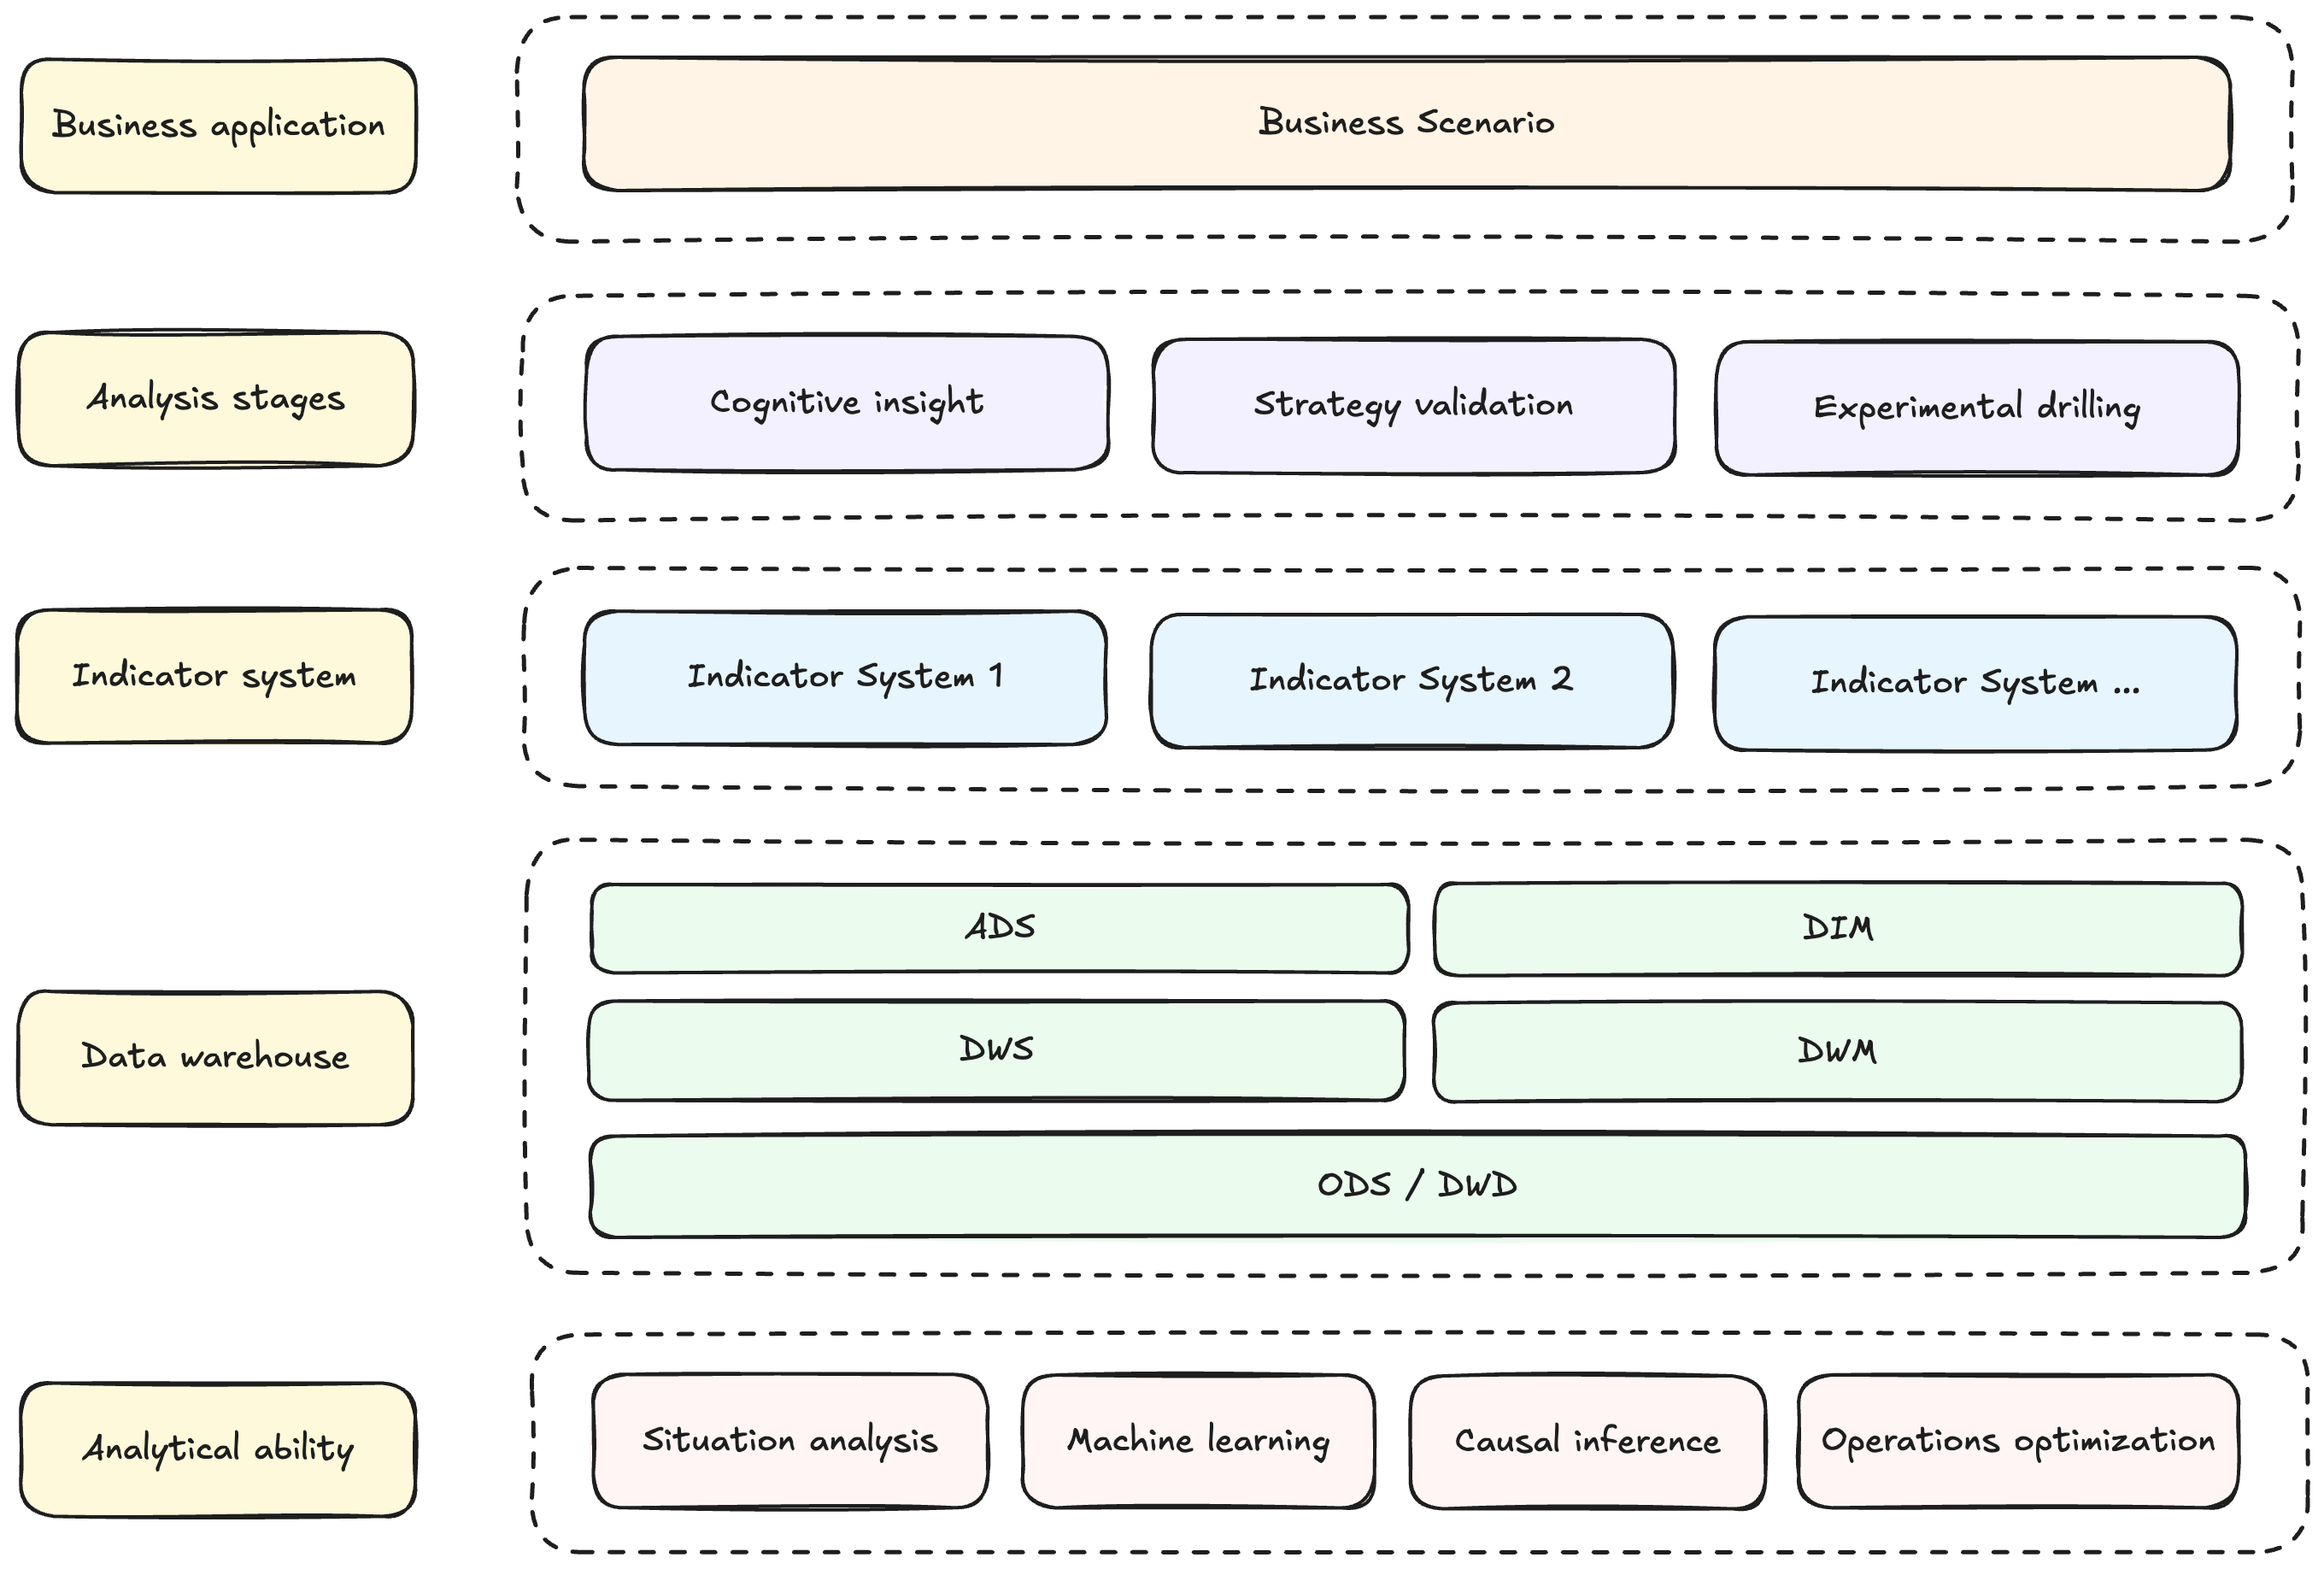 Business application
Business Scenario
Analysis stages
Cognitive insight
Strategy validation
Experimental drilling
Indicator system
Indicator System 1
Indicator System 2
Indicator System ...
Data warehouse
ADS
DIM
DWS
DWM
ODS / DWD
Analytical ability
Situation analysis
Machine learning
Causal inference
Operations optimization